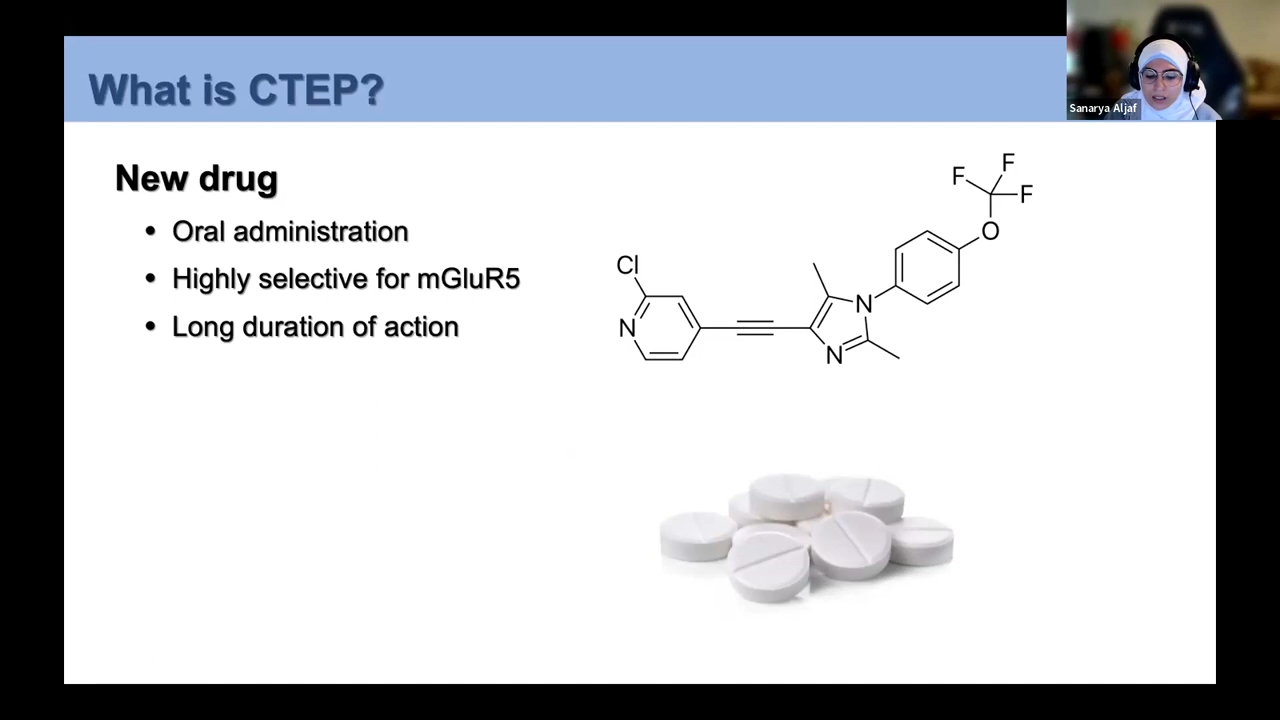 What is CTEP?
Sanarya Aljaf
New drug
• Oral administration
• Highly selective for mGluR5
• Long duration of action
F
F
F
O
Cl
N
N
N